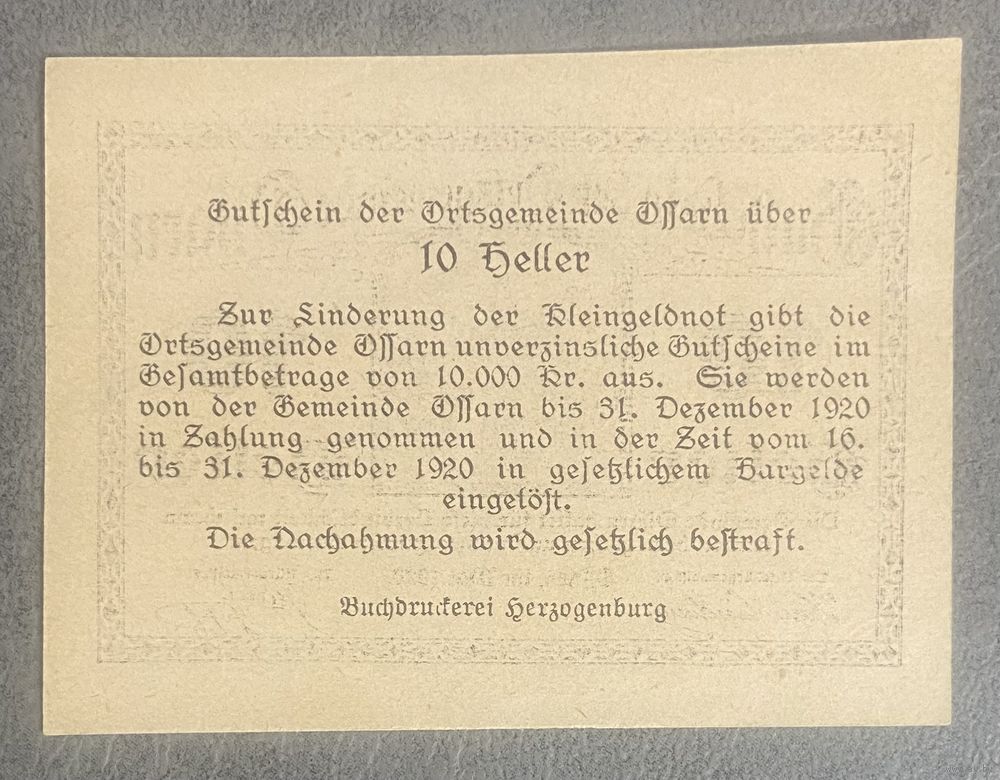 Gutschein der Ortsgemeinde Ossarn über
10 Heller
Zur Linderung der Kleingeldnot gibt die
Ortsgemeinde Ossarn unverzinsliche Gutscheine im
Gesamtbetrage von 10.000 Kr. aus. Sie werden
von der Gemeinde Ossarn bis 31. Dezember 1920
in Zahlung genommen und in der Zeit vom 16.
bis 31. Dezember 1920 in gesetzlichem Bargelde
eingelöst.
Die Nachahmung wird gesetzlich bestraft.
Buchdruckerei Herzogenburg